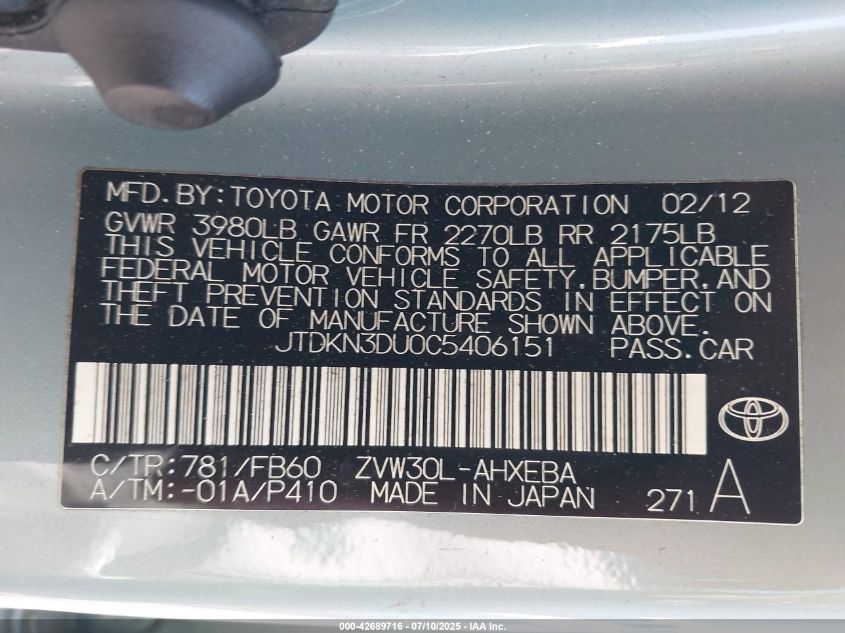 MFD.BY:TOYOTA MOTOR CORPORATION 02/12
GVWR 3980LB GAWR FR 2270LB RR 2175LB
THIS VEHICLE CONFORMS TO ALL APPLICABLE
FEDERAL MOTOR VEHICLE SAFETY,BUMPER,AND
THEFT PREVENTION STANDARDS IN EFFECT ON
THE DATE OF MANUFACTURE SHOWN ABOVE.
JTDKN3DU0C5406151 PASS.CAR
C/TR:781/FB60 ZVW30L-AHXEBA
A/TM:-01A/P410 MADE IN JAPAN 271 A
000-42689716 - 07/10/2025 - IAA Inc.